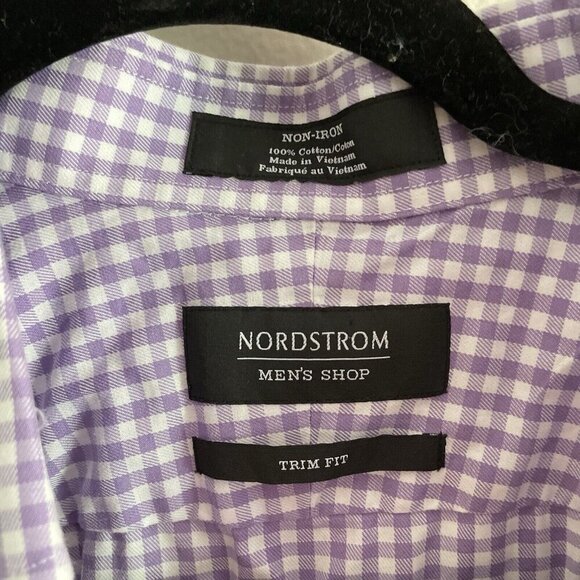 NON-IRON
100% Cotton/Coton
Made in Vietnam
Fabriqué au Vietnam
NORDSTROM
MEN'S SHOP
TRIM FIT